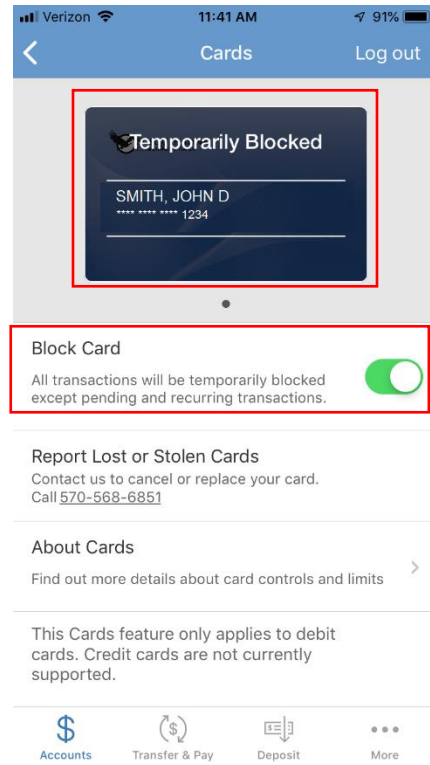 Verizon 11:41 AM 91%
Cards Log out
Temporarily Blocked
SMITH, JOHN D
**** **** **** 1234
Block Card
All transactions will be temporarily blocked
except pending and recurring transactions.
Report Lost or Stolen Cards
Contact us to cancel or replace your card.
Call 570-568-6851
About Cards
Find out more details about card controls and limits
This Cards feature only applies to debit
cards. Credit cards are not currently
supported.
$ ($)
Accounts Transfer & Pay Deposit More